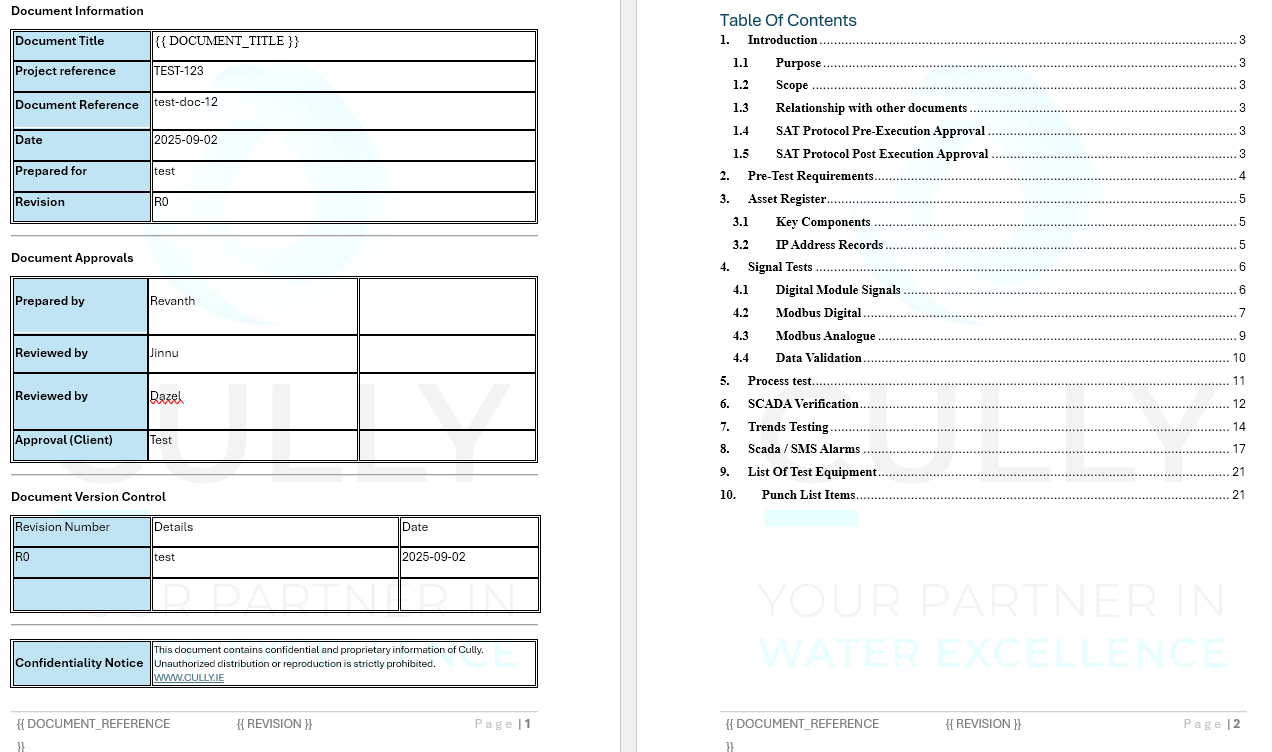 Document Information
Document Title {{ DOCUMENT_TITLE }}
Project reference TEST-123
Document Reference test-doc-12
Date 2025-09-02
Prepared for test
Revision R0
Document Approvals
Prepared by Revanth
Reviewed by Jinnu
Reviewed by Dazel
Approval (Client) Test
Document Version Control
Revision Number Details Date
R0 test 2025-09-02
Confidentiality Notice
This document contains confidential and proprietary information of Cully.
Unauthorized distribution or reproduction is strictly prohibited.
WWW.CULLY.IE
{{ DOCUMENT_REFERENCE {{ REVISION }} Page | 1
}}
CULLY
YOUR PARTNER IN
Table Of Contents
1. Introduction 3
1.1 Purpose 3
1.2 Scope 3
1.3 Relationship with other documents 3
1.4 SAT Protocol Pre-Execution Approval 3
1.5 SAT Protocol Post Execution Approval 3
2. Pre-Test Requirements 4
3. Asset Register 5
3.1 Key Components 5
3.2 IP Address Records 5
4. Signal Tests 6
4.1 Digital Module Signals 6
4.2 Modbus Digital 7
4.3 Modbus Analogue 9
4.4 Data Validation 10
5. Process test 11
6. SCADA Verification 12
7. Trends Testing 14
8. Scada / SMS Alarms 17
9. List Of Test Equipment 21
10. Punch List Items 21
CULLY
YOUR PARTNER IN
WATER EXCELLENCE
{{ DOCUMENT_REFERENCE {{ REVISION }} Page | 2
}}